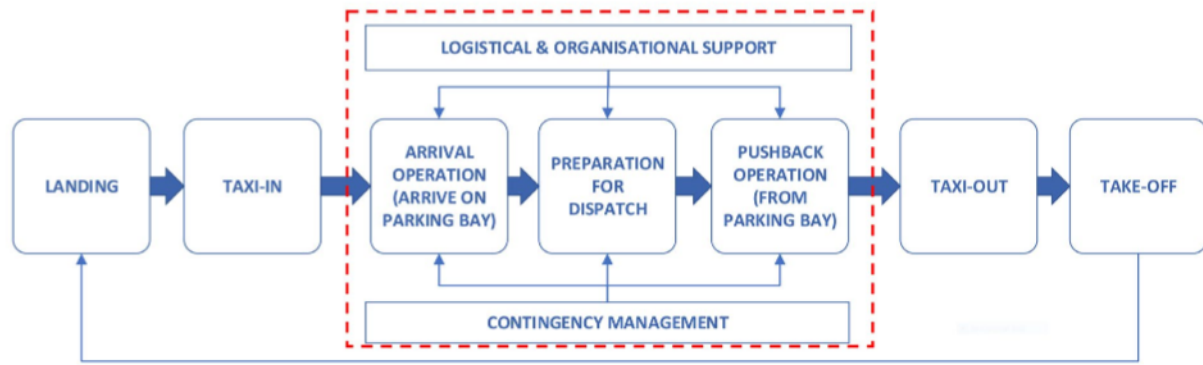 LOGISTICAL & ORGANISATIONAL SUPPORT
LANDING
TAXI-IN
ARRIVAL
OPERATION
(ARRIVE ON
PARKING BAY)
PREPARATION
FOR
DISPATCH
PUSHBACK
OPERATION
(FROM
PARKING BAY)
TAXI-OUT
TAKE-OFF
CONTINGENCY MANAGEMENT